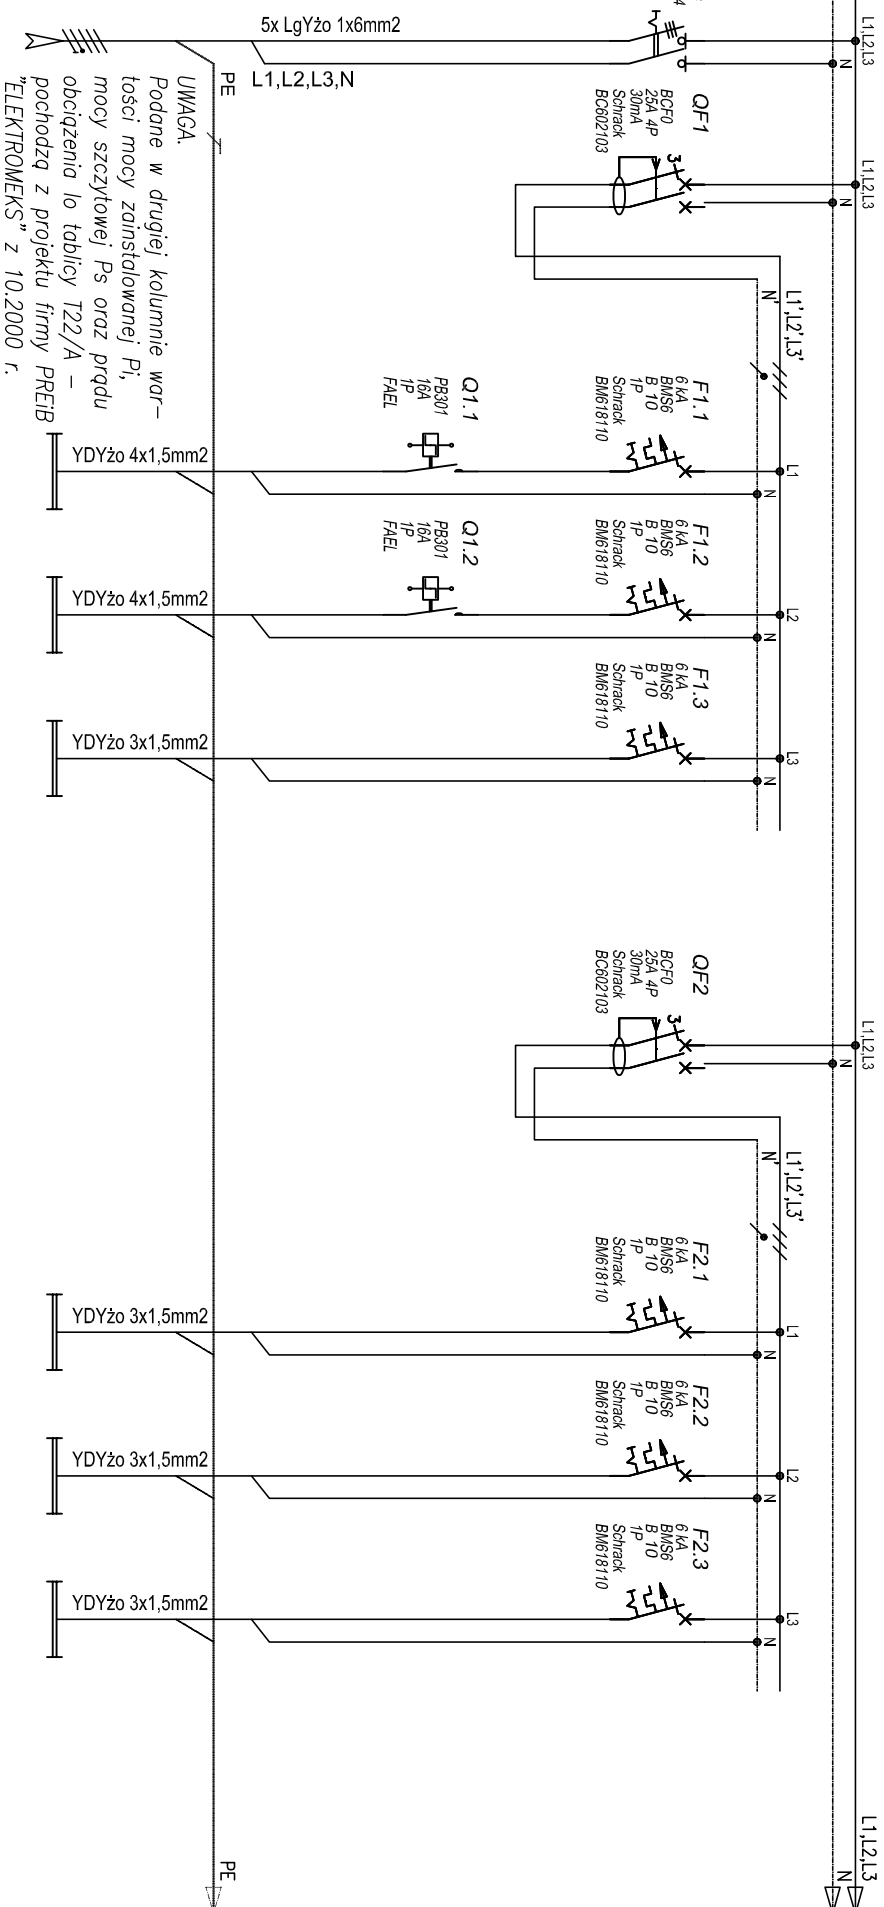 L1,L2,L3
N
5x LgYżo 1x6mm2
L1,L2,L3,N
PE
4
UWAGA.
Podane w drugiej kolumnie war–
tości mocy zainstalowanej Pi,
mocy szczytowej Ps oraz prądu
obciążenia Io tablicy T22/A –
pochodzą z projektu firmy PREiB
"ELEKTROMEKS" z 10.2000 r.
QF1
BCF0
25A 4P
30mA
Schrack
BC602103
3
L1,L2,L3
N
L1',L2',L3'
N'
F1.1
6 kA
BMS6
B 10
1P
Schrack
BM618110
L1
N
Q1.1
PB301
16A
1P
FAEL
YDYżo 4x1,5mm2
F1.2
6 kA
BMS6
B 10
1P
Schrack
BM618110
L2
N
Q1.2
PB301
16A
1P
FAEL
YDYżo 4x1,5mm2
F1.3
6 kA
BMS6
B 10
1P
Schrack
BM618110
L3
N
YDYżo 3x1,5mm2
QF2
BCF0
25A 4P
30mA
Schrack
BC602103
3
L1,L2,L3
N
L1',L2',L3'
N'
F2.1
6 kA
BMS6
B 10
1P
Schrack
BM618110
L1
N
YDYżo 3x1,5mm2
F2.2
6 kA
BMS6
B 10
1P
Schrack
BM618110
L2
N
YDYżo 3x1,5mm2
F2.3
6 kA
BMS6
B 10
1P
Schrack
BM618110
L3
N
YDYżo 3x1,5mm2
L1,L2,L3
N
PE